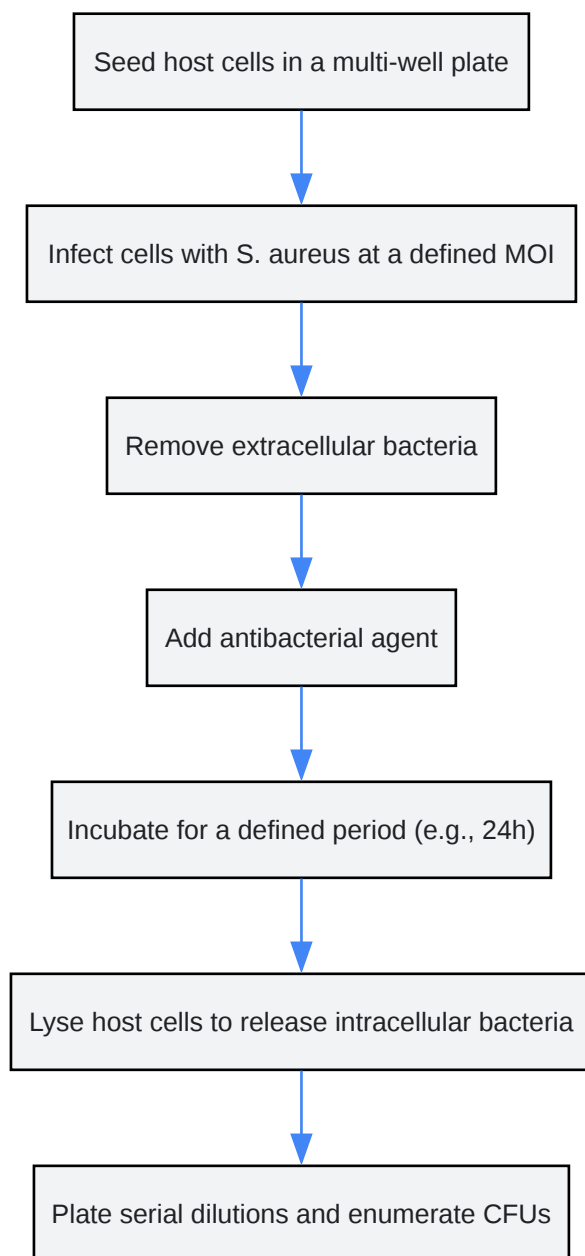 Seed host cells in a multi-well plate
Infect cells with S. aureus at a defined MOI
Remove extracellular bacteria
Add antibacterial agent
Incubate for a defined period (e.g., 24h)
Lyse host cells to release intracellular bacteria
Plate serial dilutions and enumerate CFUs